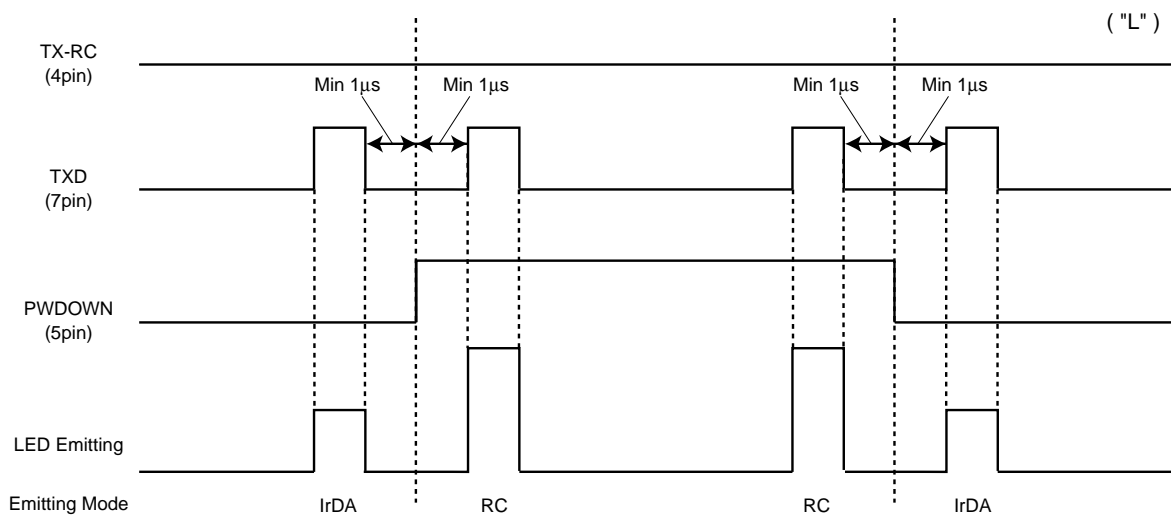 ( "L" )
TX-RC
(4pin)
Min 1µs Min 1µs Min 1µs Min 1µs
TXD
(7pin)
PWDOWN
(5pin)
LED Emitting
Emitting Mode IrDA RC RC IrDA